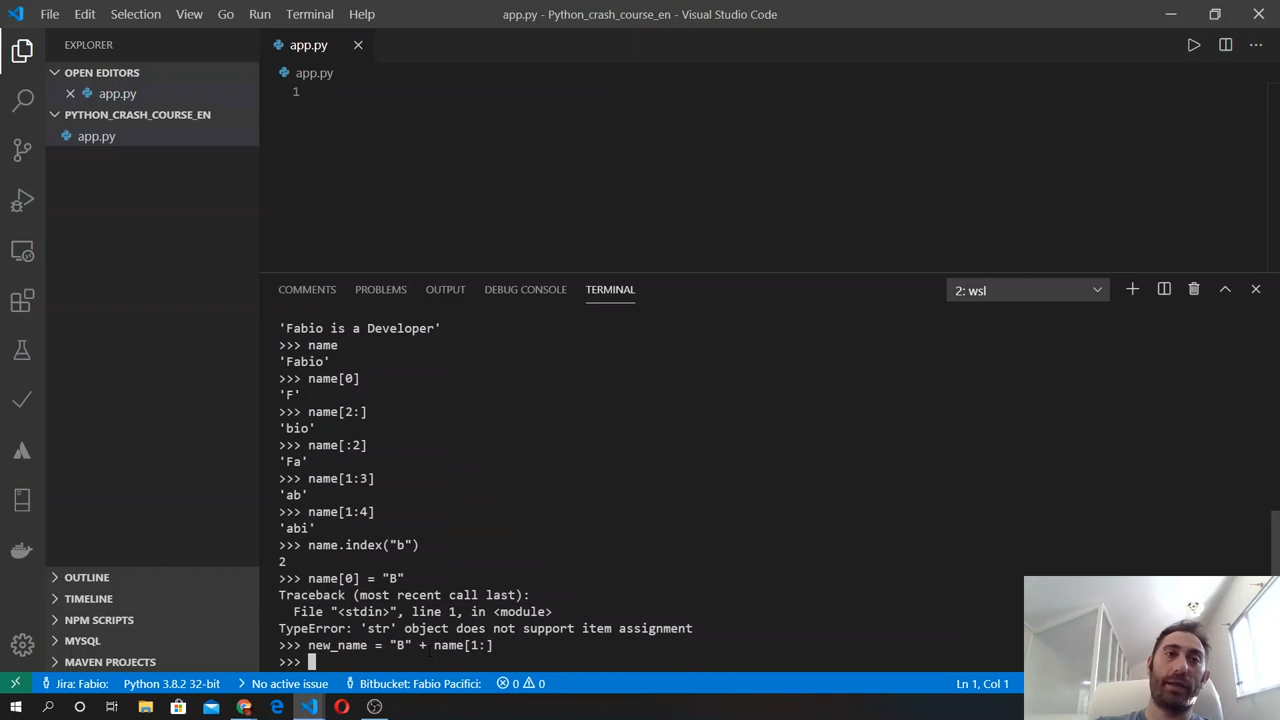 File Edit Selection View Go Run Terminal Help app.py - Python_crash_course_en - Visual Studio Code
EXPLORER
app.py
OPEN EDITORS
app.py
app.py
1
PYTHON_CRASH_COURSE_EN
app.py
COMMENTS PROBLEMS OUTPUT DEBUG CONSOLE TERMINAL 2: wsl
'Fabio is a Developer'
>>> name
'Fabio'
>>> name[0]
'F'
>>> name[2:]
'bio'
>>> name[:2]
'Fa'
>>> name[1:3]
'ab'
>>> name[1:4]
'abi'
>>> name.index("b")
2
>>> name[0] = "B"
Traceback (most recent call last):
File "<stdin>", line 1, in <module>
TypeError: 'str' object does not support item assignment
>>> new_name = "B" + name[1:]
>>>
OUTLINE
TIMELINE
NPM SCRIPTS
MYSQL
MAVEN PROJECTS
Jira: Fabio: Python 3.8.2 32-bit No active issue Bitbucket: Fabio Pacifici: 0 0 Ln 1, Col 1